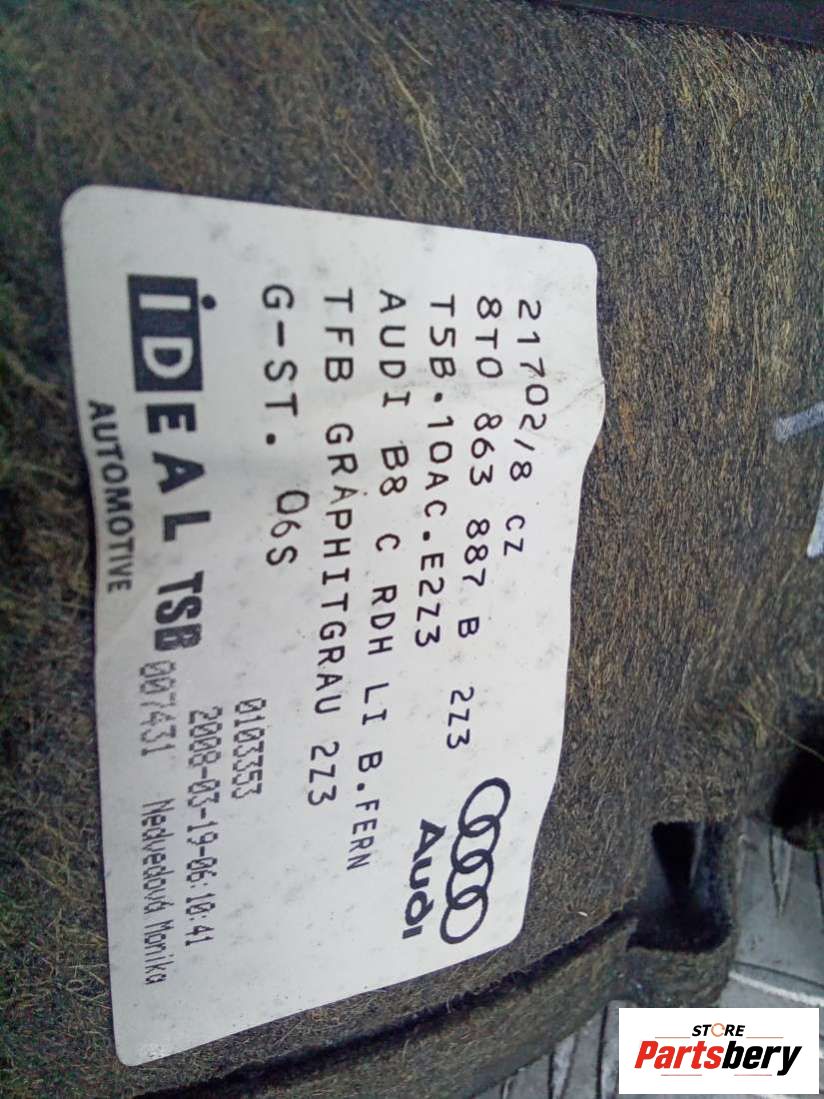 21702/8 CZ
8T0 863 887 B 2Z3
TSB.10AC.E2Z3
AUDI B8 C RDH LI B.FERN
TFB GRAPHITGRAU 2Z3
G-ST. 06S
Audi
0103353
2008-03-19-06:10:41
007431 Nedvedová Monika
iDEAL TSB
AUTOMOTIVE
STORE
Partsbery